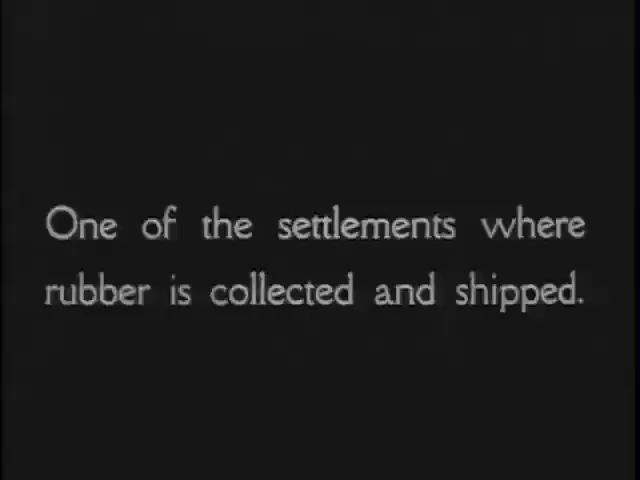 One of the settlements where
rubber is collected and shipped.